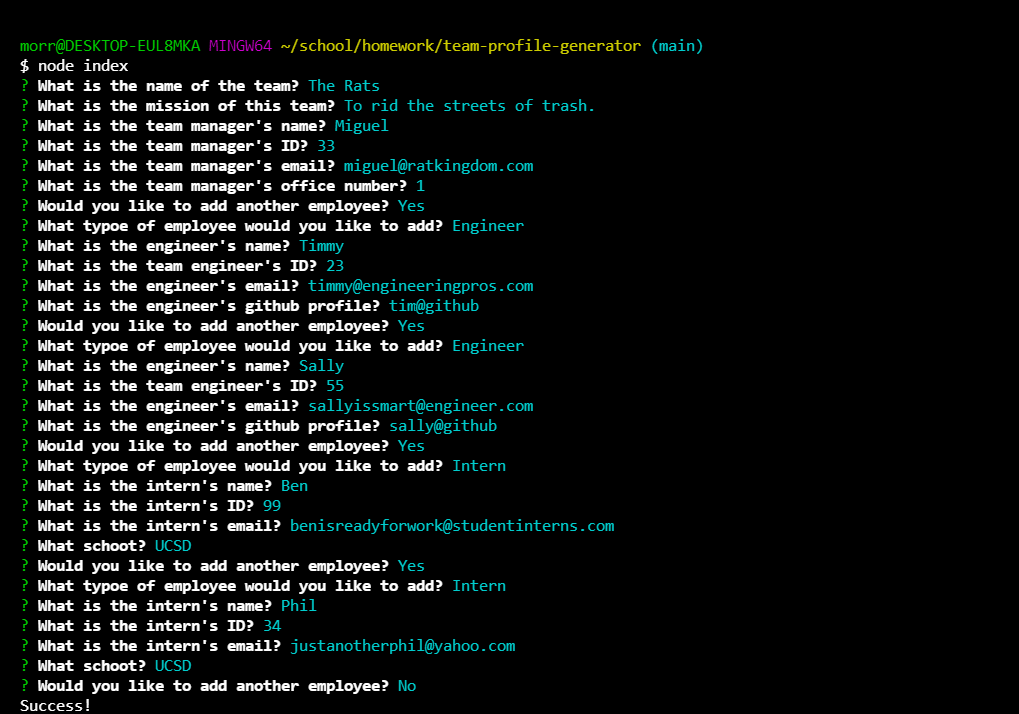 morr@DESKTOP-EUL8MKA MINGW64 ~/school/homework/team-profile-generator (main)
$ node index
? What is the name of the team? The Rats
? What is the mission of this team? To rid the streets of trash.
? What is the team manager's name? Miguel
? What is the team manager's ID? 33
? What is the team manager's email? miguel@ratkingdom.com
? What is the team manager's office number? 1
? Would you like to add another employee? Yes
? What typoe of employee would you like to add? Engineer
? What is the engineer's name? Timmy
? What is the team engineer's ID? 23
? What is the engineer's email? timmy@engineeringpros.com
? What is the engineer's github profile? tim@github
? Would you like to add another employee? Yes
? What typoe of employee would you like to add? Engineer
? What is the engineer's name? Sally
? What is the team engineer's ID? 55
? What is the engineer's email? sallyissmart@engineer.com
? What is the engineer's github profile? sally@github
? Would you like to add another employee? Yes
? What typoe of employee would you like to add? Intern
? What is the intern's name? Ben
? What is the intern's ID? 99
? What is the intern's email? benisreadyforwork@studentinterns.com
? What schoot? UCSD
? Would you like to add another employee? Yes
? What typoe of employee would you like to add? Intern
? What is the intern's name? Phil
? What is the intern's ID? 34
? What is the intern's email? justanotherphil@yahoo.com
? What schoot? UCSD
? Would you like to add another employee? No
Success!